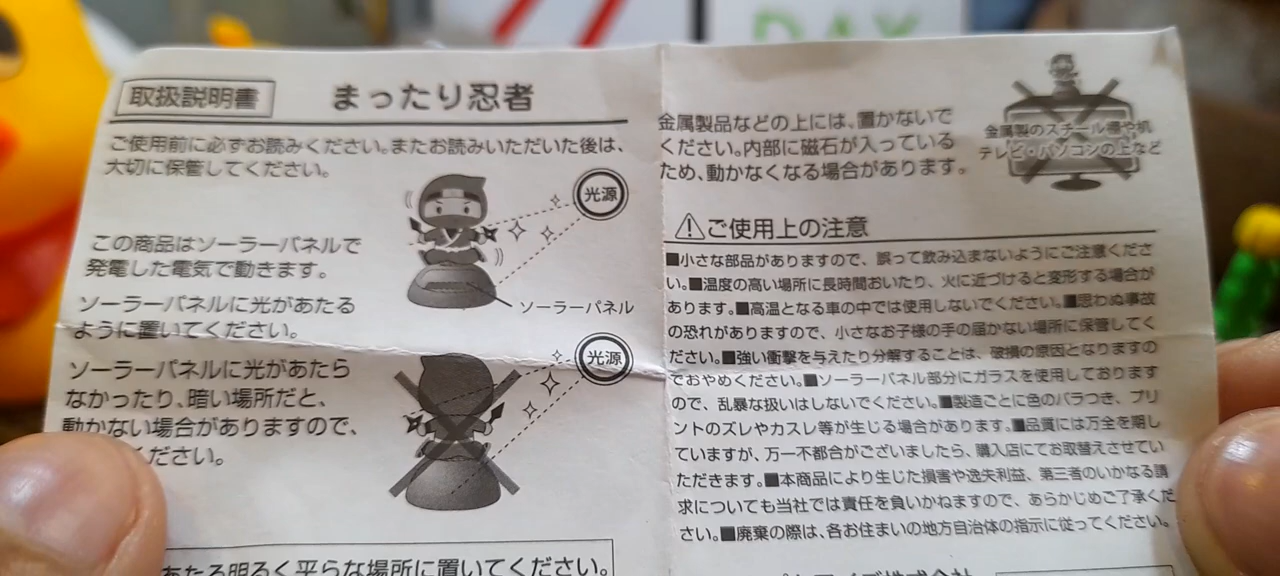 取扱説明書
まったり忍者
ご使用前に必ずお読みください。またお読みいただいた後は、
大切に保管してください。
この商品はソーラーパネルで
発電した電気で動きます。
ソーラーパネルに光があたる
ように置いてください。
光源
ソーラーパネル
ソーラーパネルに光があたら
なかったり、暗い場所だと、
動かない場合がありますので、
ください。
光源
あたる明るく平らな場所に置いてください。
金属製品などの上には、置かないで
ください。内部に磁石が入っている
ため、動かなくなる場合があります。
金属製のスチール棚や机
テレビ・パソコンの上など
ご使用上の注意
■小さな部品がありますので、誤って飲み込まないようにご注意くださ
い。■温度の高い場所に長時間おいたり、火に近づけると変形する場合が
あります。■高温となる車の中では使用しないでください。■思わぬ事故
の恐れがありますので、小さなお子様の手の届かない場所に保管してく
ださい。■強い衝撃を与えたり分解することは、破損の原因となりますの
でおやめください。■ソーラーパネル部分にガラスを使用しております
ので、乱暴な扱いはしないでください。■製造ごとに色のバラつき、プリ
ントのズレやカスレ等が生じる場合があります。■品質には万全を期し
ていますが、万一不都合がございましたら、購入店にてお取替えさせてい
ただきます。■本商品により生じた損害や逸失利益、第三者のいかなる請
求についても当社では責任を負いかねますので、あらかじめご了承くだ
さい。■廃棄の際は、各お住まいの地方自治体の指示に従ってください。
株式会社
DAY